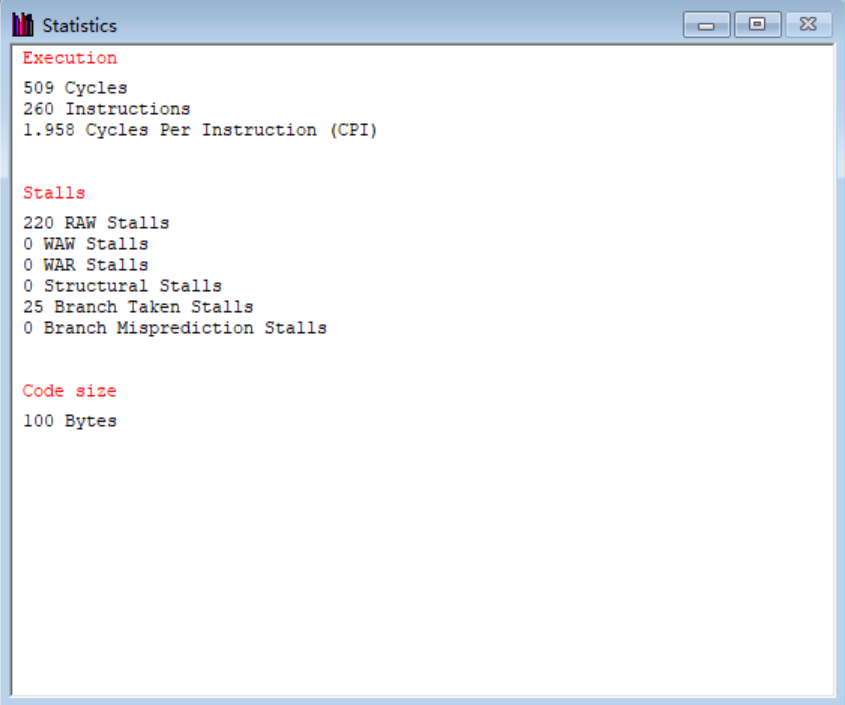 Statistics
Execution
509 Cycles
260 Instructions
1.958 Cycles Per Instruction (CPI)
Stalls
220 RAW Stalls
0 WAW Stalls
0 WAR Stalls
0 Structural Stalls
25 Branch Taken Stalls
0 Branch Misprediction Stalls
Code size
100 Bytes